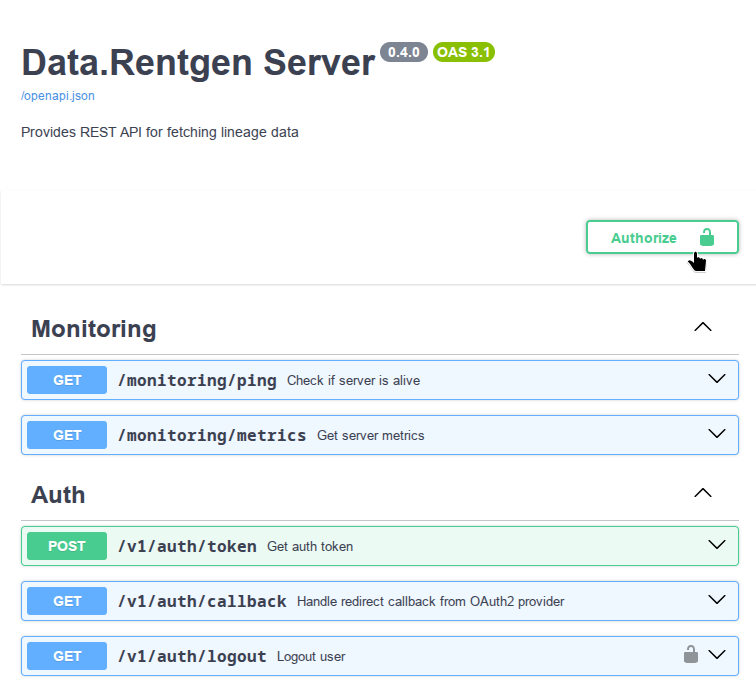 Data.Rentgen Server 0.4.0 OAS 3.1
/openapi.json
Provides REST API for fetching lineage data
Authorize
Monitoring
GET /monitoring/ping Check if server is alive
GET /monitoring/metrics Get server metrics
Auth
POST /v1/auth/token Get auth token
GET /v1/auth/callback Handle redirect callback from OAuth2 provider
GET /v1/auth/logout Logout user